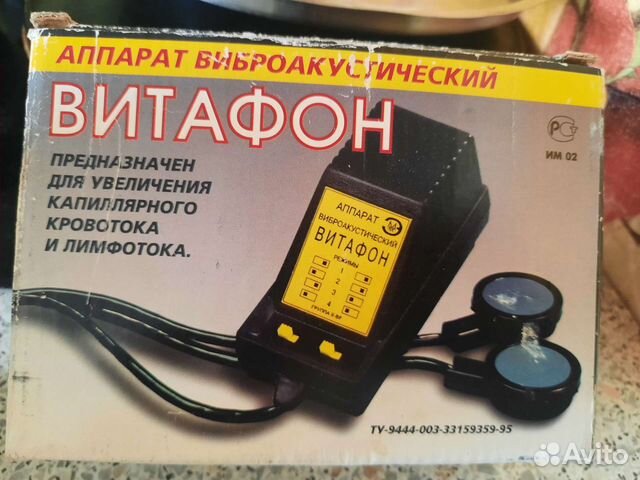 АППАРАТ ВИБРОАКУСТИЧЕСКИЙ
ВИТАФОН
ПРЕДНАЗНАЧЕН
ДЛЯ УВЕЛИЧЕНИЯ
КАПИЛЛЯРНОГО
КРОВОТОКА
И ЛИМФОТОКА.
РСТ
ИМ 02
АППАРАТ
ВИБРОАКУСТИЧЕСКИЙ
ВИТАФОН
РЕЖИМЫ
1
2
3
4
ТУ-9444-003-33159359-95
Avito